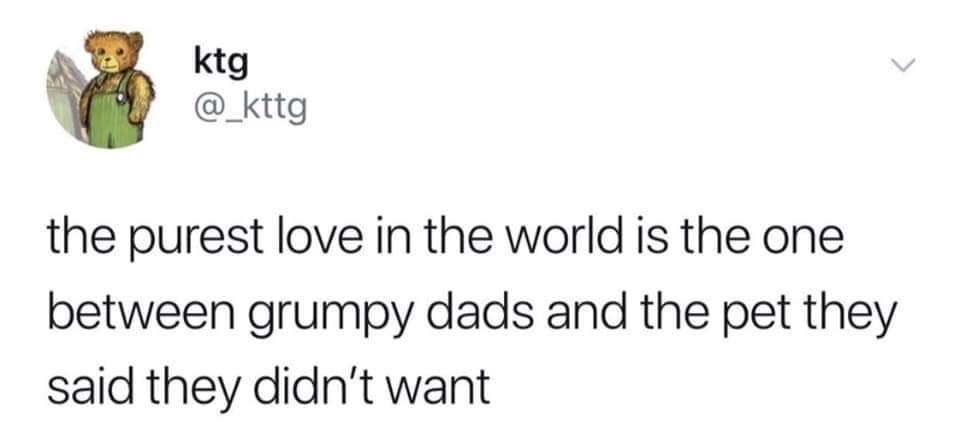 ktg
@_kttg
the purest love in the world is the one
between grumpy dads and the pet they
said they didn’t want